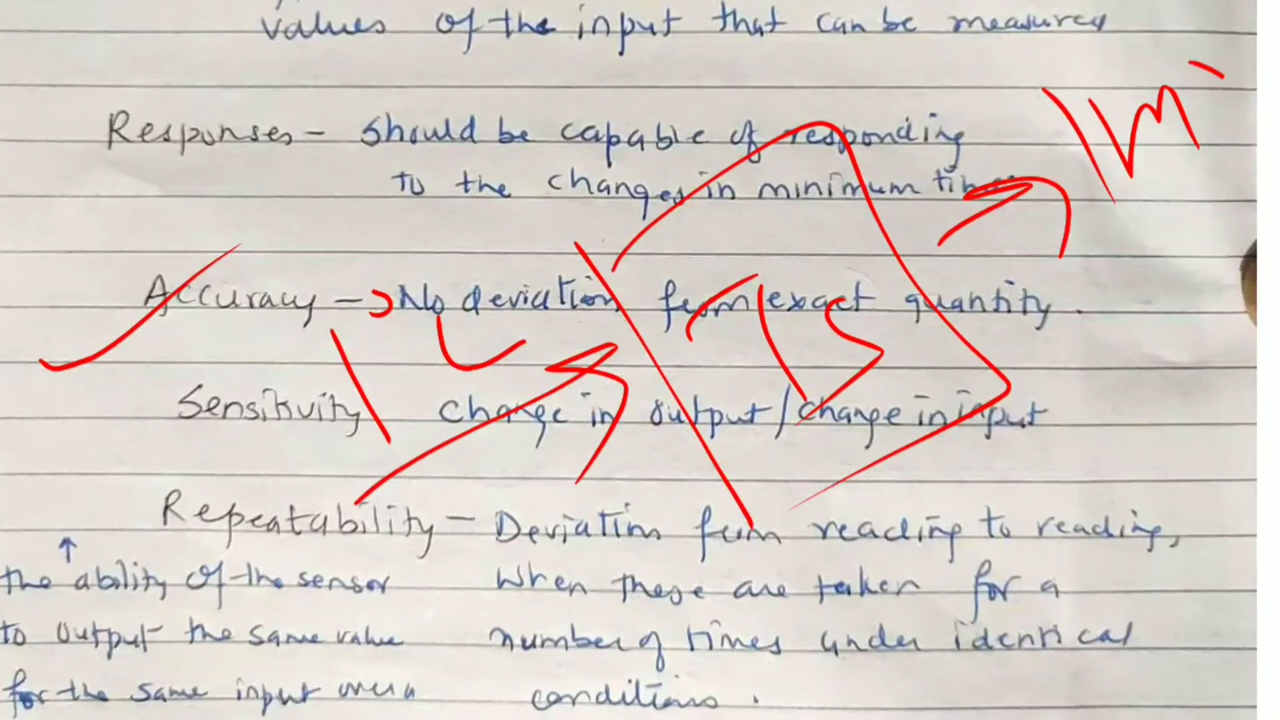 values of the input that can be measured
Responses - should be capable of responding
to the changes in minimum time
Accuracy - No deviation from exact quantity.
Sensitivity change in output/change in input
Repeatability - Deviation from reading to reading,
when these are taken for a
number of times under identical
conditions.
↑
the ability of the sensor
to output the same value
for the same input over a